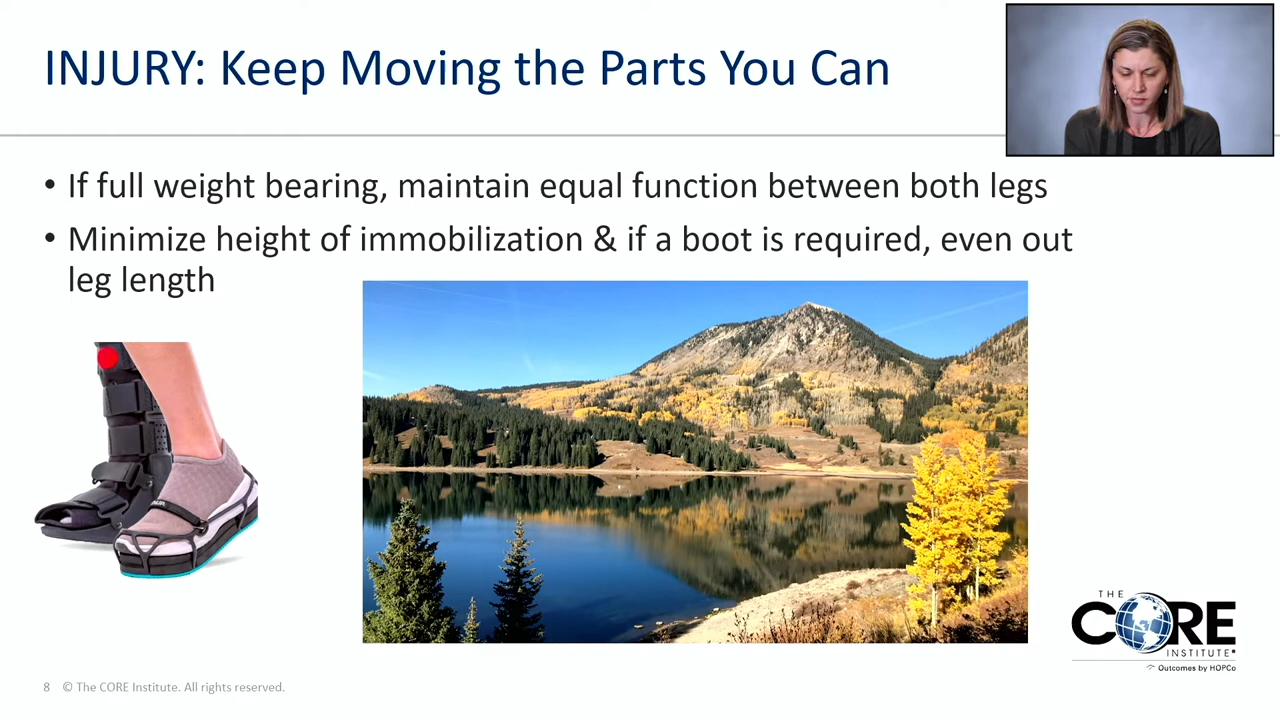 INJURY: Keep Moving the Parts You Can
• If full weight bearing, maintain equal function between both legs
• Minimize height of immobilization & if a boot is required, even out
leg length
THE
CORE
INSTITUTE
Outcomes by HOPCo
8 © The CORE Institute. All rights reserved.